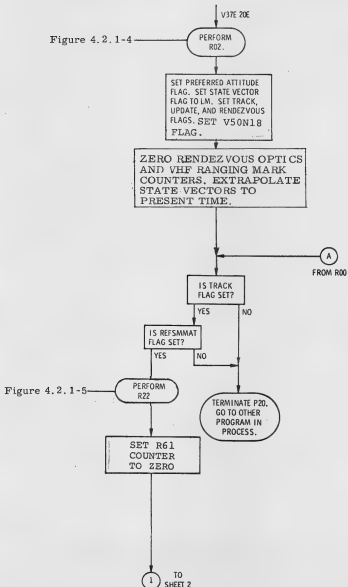 V37E 20E
Figure 4.2.1-4
PERFORM
R02.
SET PREFERRED ATTITUDE
FLAG. SET STATE VECTOR
FLAG TO LM. SET TRACK,
UPDATE, AND RENDEZVOUS
FLAGS. SET V50N18
FLAG.
ZERO RENDEZVOUS OPTICS
AND VHF RANGING MARK
COUNTERS. EXTRAPOLATE
STATE VECTORS TO
PRESENT TIME.
A
FROM R00
IS TRACK
FLAG SET?
YES
NO
IS REFSMMAT
FLAG SET?
YES
NO
Figure 4.2.1-5
PERFORM
R22
TERMINATE P20.
GO TO OTHER
PROGRAM IN
PROCESS.
SET R61
COUNTER
TO ZERO
1
TO
SHEET 2